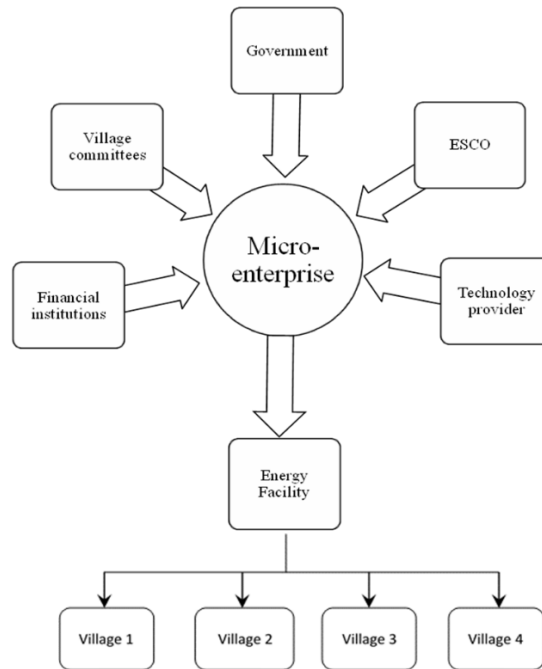 Government
Village
committees
ESCO
Micro-
enterprise
Financial
institutions
Technology
provider
Energy
Facility
Village 1
Village 2
Village 3
Village 4